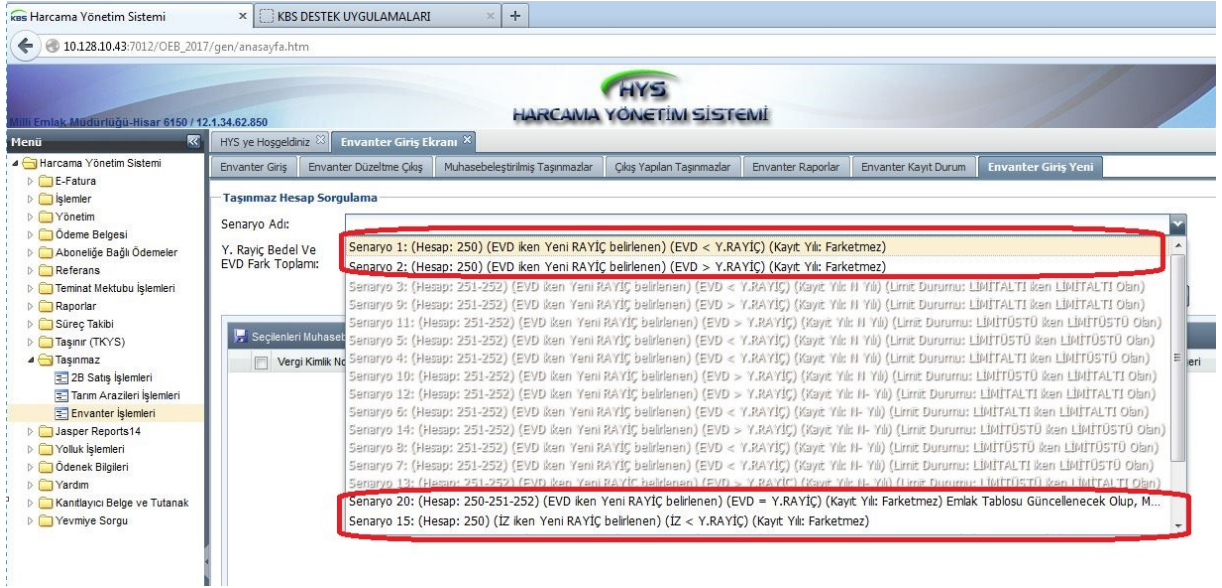 KBS Harcama Yönetim Sistemi
KBS DESTEK UYGULAMALARI
10.128.10.43:7012/OEB_2017/gen/anasayfa.htm
HYS
HARCAMA YÖNETİM SİSTEMİ
Milli Emlak Müdürlüğü-Hisar 6150 / 12.1.34.62.850
Menü
Harcama Yönetim Sistemi
E-Fatura
İşlemler
Yönetim
Ödeme Belgesi
Aboneliğe Bağlı Ödemeler
Referans
Teminat Mektubu İşlemleri
Raporlar
Süreç Takibi
Taşınır (TKYS)
Taşınmaz
2B Satış İşlemleri
Tarım Arazileri İşlemleri
Envanter İşlemleri
Jasper Reports14
Yolluk İşlemleri
Ödenek Bilgileri
Yardım
Kanıtlayıcı Belge ve Tutanak
Yevmiye Sorgu
HYS ye Hoşgeldiniz
Envanter Giriş Ekranı
Envanter Giriş
Envanter Düzeltme Çıkış
Muhasebeleştirilmiş Taşınmazlar
Çıkış Yapılan Taşınmazlar
Envanter Raporlar
Envanter Kayıt Durum
Envanter Giriş Yeni
Taşınmaz Hesap Sorgulama
Senaryo Adı:
Y. Rayiç Bedel Ve
EVD Fark Toplamı:
Senaryo 1: (Hesap: 250) (EVD iken Yeni RAYİÇ belirlenen) (EVD < Y.RAYİÇ) (Kayıt Yılı: Farketmez)
Senaryo 2: (Hesap: 250) (EVD iken Yeni RAYİÇ belirlenen) (EVD > Y.RAYİÇ) (Kayıt Yılı: Farketmez)
Senaryo 3: (Hesap: 251-252) (EVD iken Yeni RAYİÇ belirlenen) (EVD < Y.RAYİÇ) (Kayıt Yılı: N Yılı) (Limit Durumu: LİMİTALTI iken LİMİTALTI Olan)
Senaryo 9: (Hesap: 251-252) (EVD iken Yeni RAYİÇ belirlenen) (EVD > Y.RAYİÇ) (Kayıt Yılı: N Yılı) (Limit Durumu: LİMİTALTI iken LİMİTALTI Olan)
Senaryo 11: (Hesap: 251-252) (EVD iken Yeni RAYİÇ belirlenen) (EVD > Y.RAYİÇ) (Kayıt Yılı: N Yılı) (Limit Durumu: LİMİTÜSTÜ iken LİMİTÜSTÜ Olan)
Senaryo 5: (Hesap: 251-252) (EVD iken Yeni RAYİÇ belirlenen) (EVD < Y.RAYİÇ) (Kayıt Yılı: N Yılı) (Limit Durumu: LİMİTÜSTÜ iken LİMİTÜSTÜ Olan)
Senaryo 4: (Hesap: 251-252) (EVD iken Yeni RAYİÇ belirlenen) (EVD < Y.RAYİÇ) (Kayıt Yılı: N Yılı) (Limit Durumu: LİMİTALTI iken LİMİTÜSTÜ Olan)
Senaryo 10: (Hesap: 251-252) (EVD iken Yeni RAYİÇ belirlenen) (EVD > Y.RAYİÇ) (Kayıt Yılı: N Yılı) (Limit Durumu: LİMİTÜSTÜ iken LİMİTALTI Olan)
Senaryo 12: (Hesap: 251-252) (EVD iken Yeni RAYİÇ belirlenen) (EVD > Y.RAYİÇ) (Kayıt Yılı: N- Yılı) (Limit Durumu: LİMİTALTI iken LİMİTALTI Olan)
Senaryo 6: (Hesap: 251-252) (EVD iken Yeni RAYİÇ belirlenen) (EVD < Y.RAYİÇ) (Kayıt Yılı: N- Yılı) (Limit Durumu: LİMİTALTI iken LİMİTALTI Olan)
Senaryo 14: (Hesap: 251-252) (EVD iken Yeni RAYİÇ belirlenen) (EVD > Y.RAYİÇ) (Kayıt Yılı: N- Yılı) (Limit Durumu: LİMİTÜSTÜ iken LİMİTÜSTÜ Olan)
Senaryo 8: (Hesap: 251-252) (EVD iken Yeni RAYİÇ belirlenen) (EVD < Y.RAYİÇ) (Kayıt Yılı: N- Yılı) (Limit Durumu: LİMİTÜSTÜ iken LİMİTÜSTÜ Olan)
Senaryo 7: (Hesap: 251-252) (EVD iken Yeni RAYİÇ belirlenen) (EVD < Y.RAYİÇ) (Kayıt Yılı: N- Yılı) (Limit Durumu: LİMİTALTI iken LİMİTÜSTÜ Olan)
Senaryo 13: (Hesap: 251-252) (EVD iken Yeni RAYİÇ belirlenen) (EVD > Y.RAYİÇ) (Kayıt Yılı: N- Yılı) (Limit Durumu: LİMİTÜSTÜ iken LİMİTALTI Olan)
Senaryo 20: (Hesap: 250-251-252) (EVD iken Yeni RAYİÇ belirlenen) (EVD = Y.RAYİÇ) (Kayıt Yılı: Farketmez) Emlak Tablosu Güncellenecek Olup, M...
Senaryo 15: (Hesap: 250) (İZ iken Yeni RAYİÇ belirlenen) (İZ < Y.RAYİÇ) (Kayıt Yılı: Farketmez)
Seçilenleri Muhaseb
Vergi Kimlik No
eri